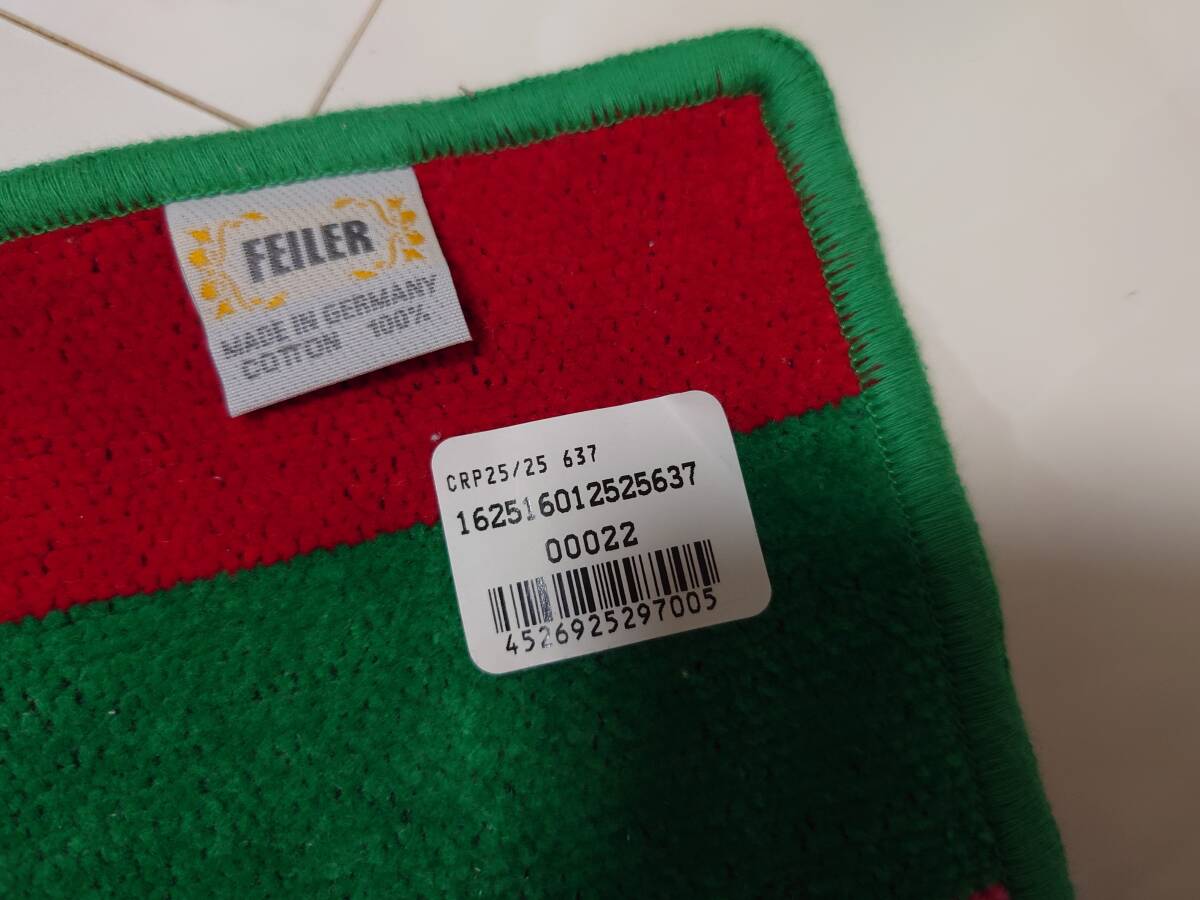 FEILER
MADE IN GERMANY
COTTON 100%
CRP25/25 637
162516012525637
00022
4526925297005